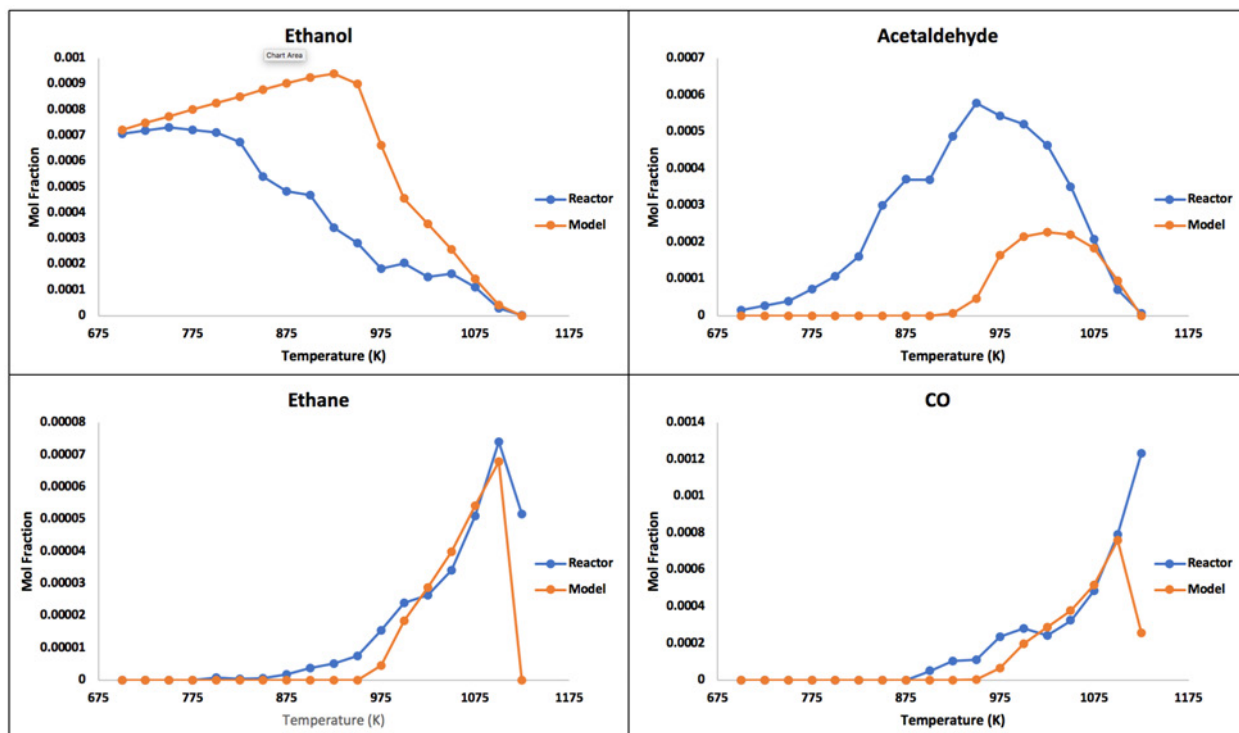 Ethanol
Chart Area
0.001
0.0009
0.0008
0.0007
0.0006
0.0005
0.0004
0.0003
0.0002
0.0001
0
Mol Fraction
675 775 875 975 1075 1175
Temperature (K)
Reactor
Model
Acetaldehyde
0.0007
0.0006
0.0005
0.0004
0.0003
0.0002
0.0001
0
Mol Fraction
675 775 875 975 1075 1175
Temperature (K)
Reactor
Model
Ethane
0.00008
0.00007
0.00006
0.00005
0.00004
0.00003
0.00002
0.00001
0
Mol Fraction
675 775 875 975 1075 1175
Temperature (K)
Reactor
Model
CO
0.0014
0.0012
0.001
0.0008
0.0006
0.0004
0.0002
0
Mol Fraction
675 775 875 975 1075 1175
Temperature (K)
Reactor
Model